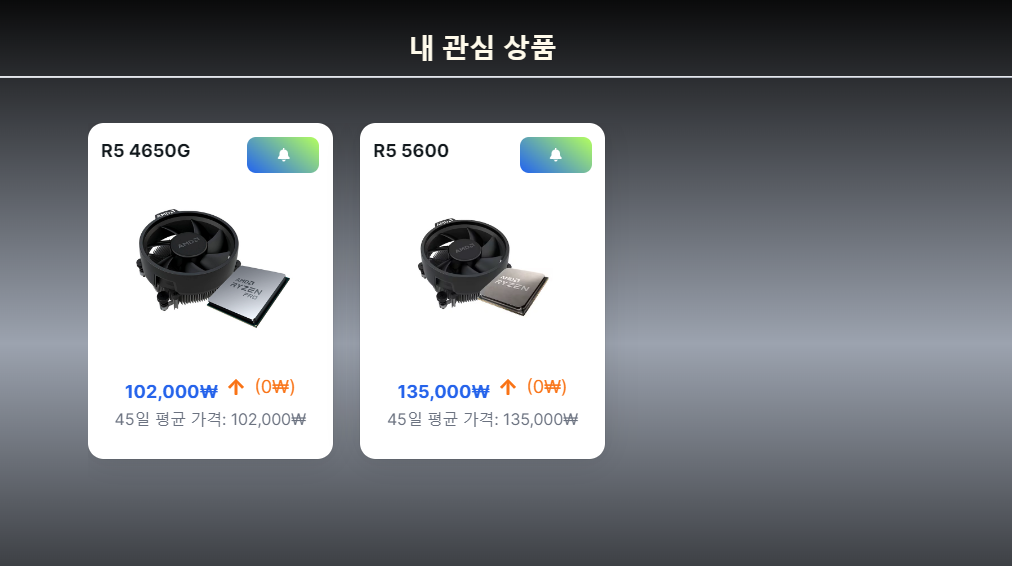 내 관심 상품
R5 4650G
AMD
AMD
RYZEN
PRO
102,000₩ ↑ (0₩)
45일 평균 가격: 102,000₩
R5 5600
AMD
AMD
RYZEN
135,000₩ ↑ (0₩)
45일 평균 가격: 135,000₩